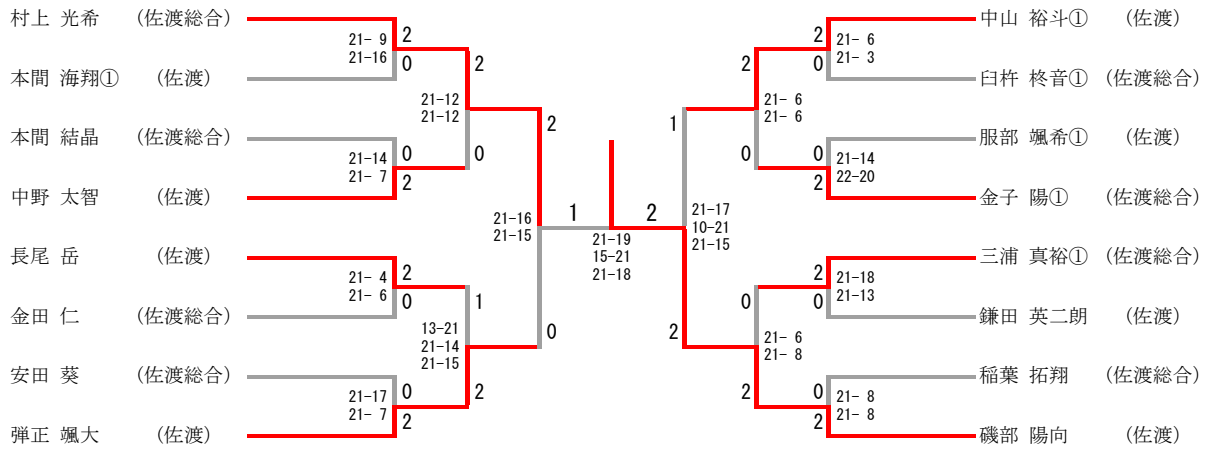 村上 光希 (佐渡総合)
21- 9 2
21-16 0
本間 海翔① (佐渡)
2
21-12
21-12
0
本間 結晶 (佐渡総合)
21-14 0
21- 7 2
中野 太智 (佐渡)
2
21-16
21-15
0
長尾 岳 (佐渡)
21- 4 2
21- 6 0
金田 仁 (佐渡総合)
1
13-21
21-14
21-15
2
安田 葵 (佐渡総合)
21-17 0
21- 7 2
弾正 颯大 (佐渡)
1 2
21-19
15-21
21-18
中山 裕斗① (佐渡)
2 21- 6
0 21- 3
臼杵 柊音① (佐渡総合)
2
21- 6
21- 6
0
服部 颯希① (佐渡)
0 21-14
2 22-20
金子 陽① (佐渡総合)
1
21-17
10-21
21-15
2
三浦 真裕① (佐渡総合)
2 21-18
0 21-13
鎌田 英二朗 (佐渡)
0
21- 6
21- 8
2
稲葉 拓翔 (佐渡総合)
0 21- 8
2 21- 8
磯部 陽向 (佐渡)